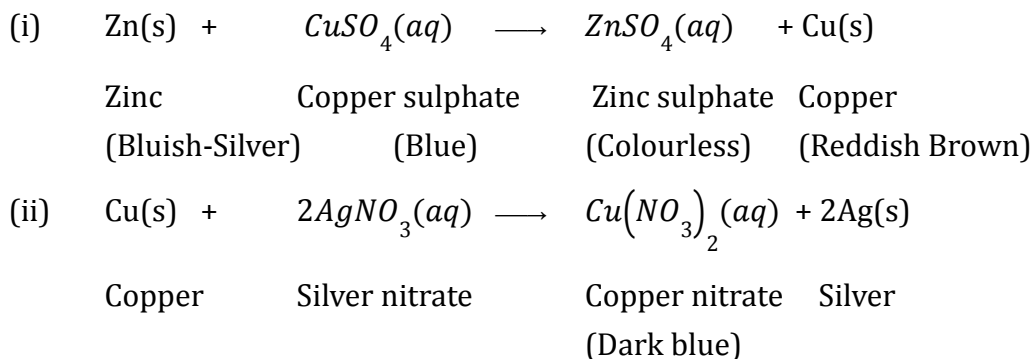 (i) Zn(s) + CuSO₄(aq) ⟶ ZnSO₄(aq) + Cu(s)
Zinc Copper sulphate Zinc sulphate Copper
(Bluish-Silver) (Blue) (Colourless) (Reddish Brown)
(ii) Cu(s) + 2AgNO₃(aq) ⟶ Cu(NO₃)₂(aq) + 2Ag(s)
Copper Silver nitrate Copper nitrate Silver
(Dark blue)